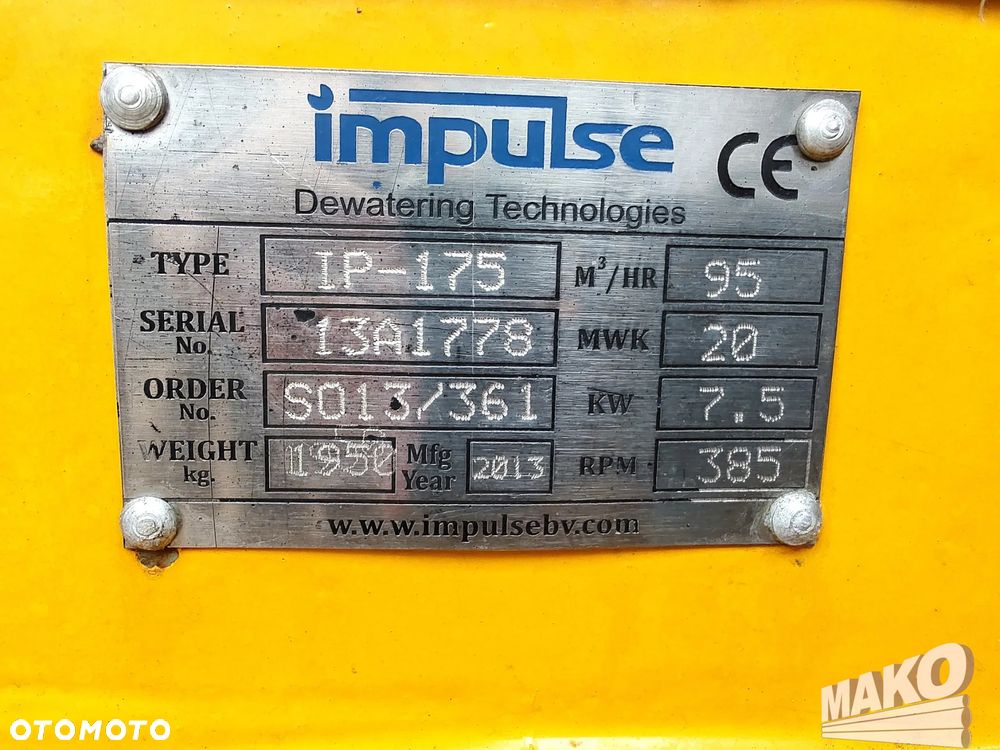 impulse
CE
Dewatering Technologies
TYPE IP-175 M³/HR 95
SERIAL No. 13A1778 MWK 20
ORDER No. SO13/361 KW 7.5
WEIGHT kg. 1950 Mfg Year 2013 RPM 385
w.w.w.impulsebv.com
MAKO
OTOMOTO